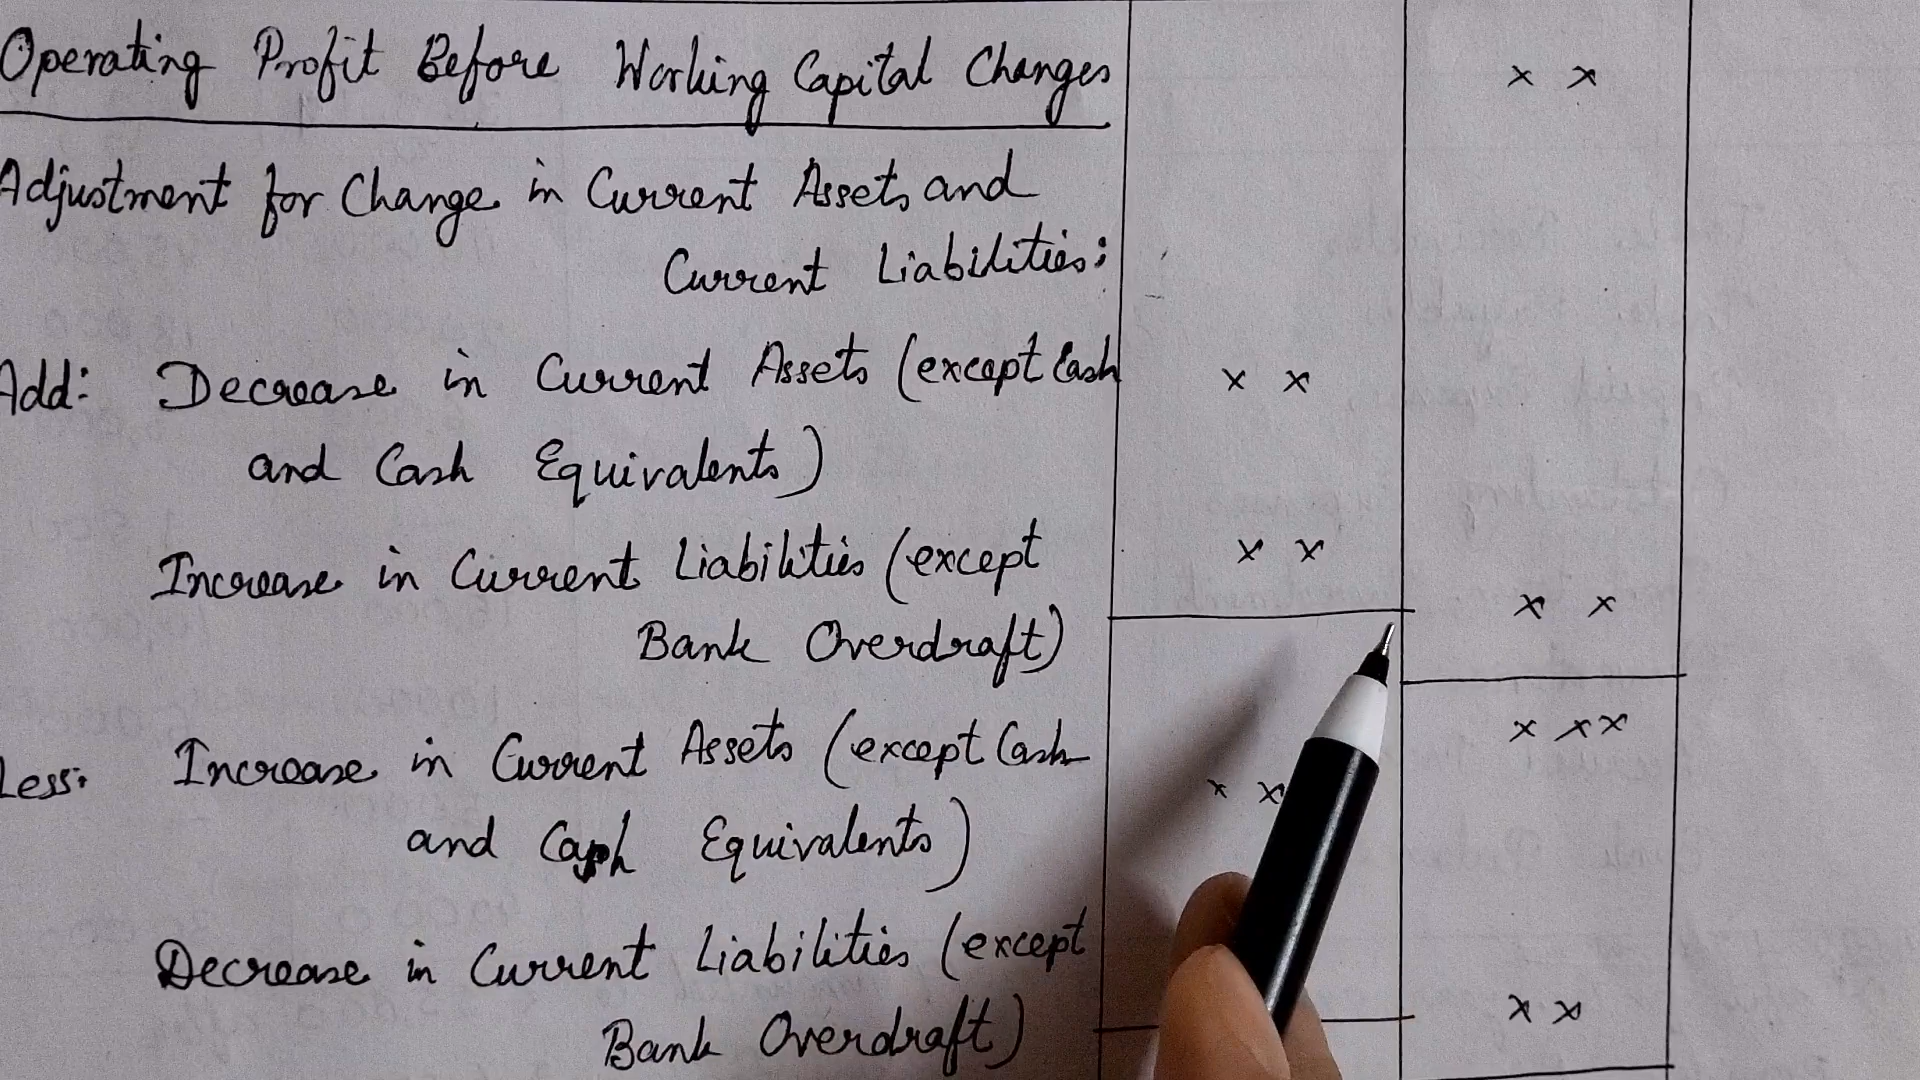 Operating Profit Before Working Capital Changes x x
Adjustment for Change in Current Assets and
Current Liabilities:
Add: Decrease in Current Assets (except Cash x x
and Cash Equivalents)
Increase in Current Liabilities (except x x
Bank Overdraft) x x
x x x
Less: Increase in Current Assets (except Cash x x
and Cash Equivalents)
Decrease in Current Liabilities (except
Bank Overdraft) x x